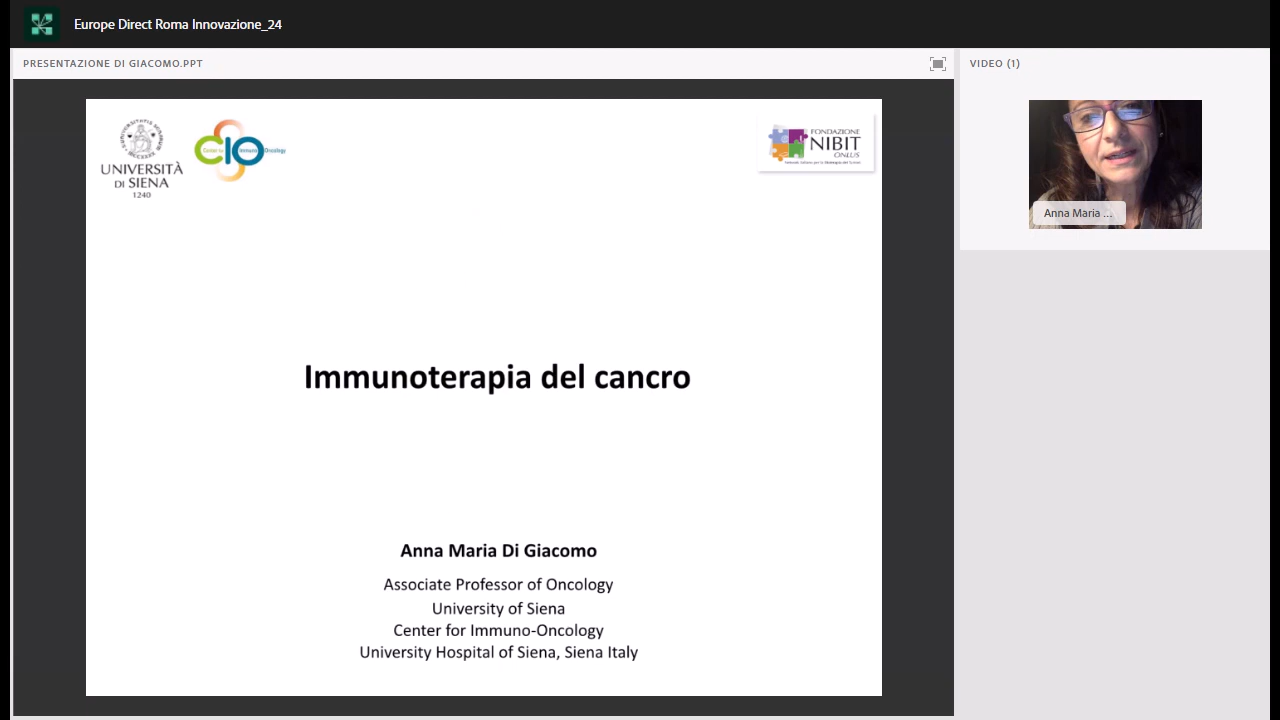 Europe Direct Roma Innovazione_24
PRESENTAZIONE DI GIACOMO.PPT
VIDEO (1)
UNIVERSITÀ
DI SIENA
1240
Center for Immuno-Oncology
CIO
FONDAZIONE
NIBIT
ONLUS
Anna Maria ...
Immunoterapia del cancro
Anna Maria Di Giacomo
Associate Professor of Oncology
University of Siena
Center for Immuno-Oncology
University Hospital of Siena, Siena Italy